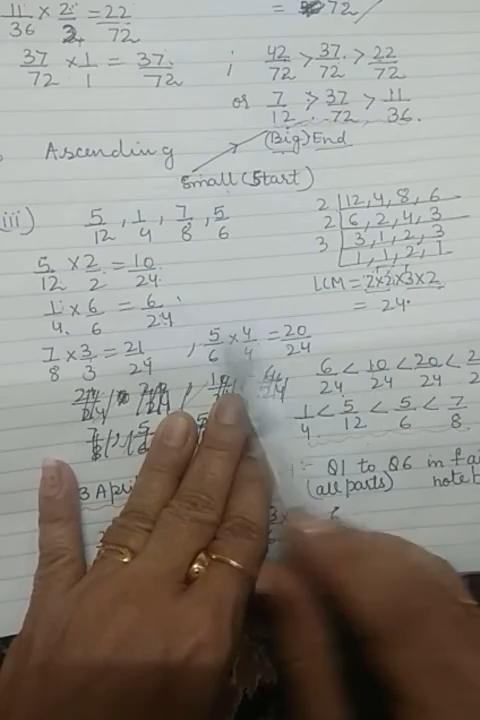 11/36 × 2/2 = 22/72 = 72
37/72 × 1/1 = 37/72 ; 42/72 > 37/72 > 22/72
or 7/12 > 37/72 > 11/36.
Ascending (Big) End
Small (Start)
(iii) 5/12, 1/4, 7/8, 5/6
2 | 12, 4, 8, 6
2 | 6, 2, 4, 3
3 | 3, 1, 2, 3
1, 1, 2, 1
5/12 × 2/2 = 10/24
LCM = 2×2×3×2
1/4 × 6/6 = 6/24
= 24
7/8 × 3/3 = 21/24, 5/6 × 4/4 = 20/24
6/24 < 10/24 < 20/24 <
1/4 < 5/12 < 5/6 < 7/8.
:- Q1 to Q6 in
(all parts) note
3 Apri